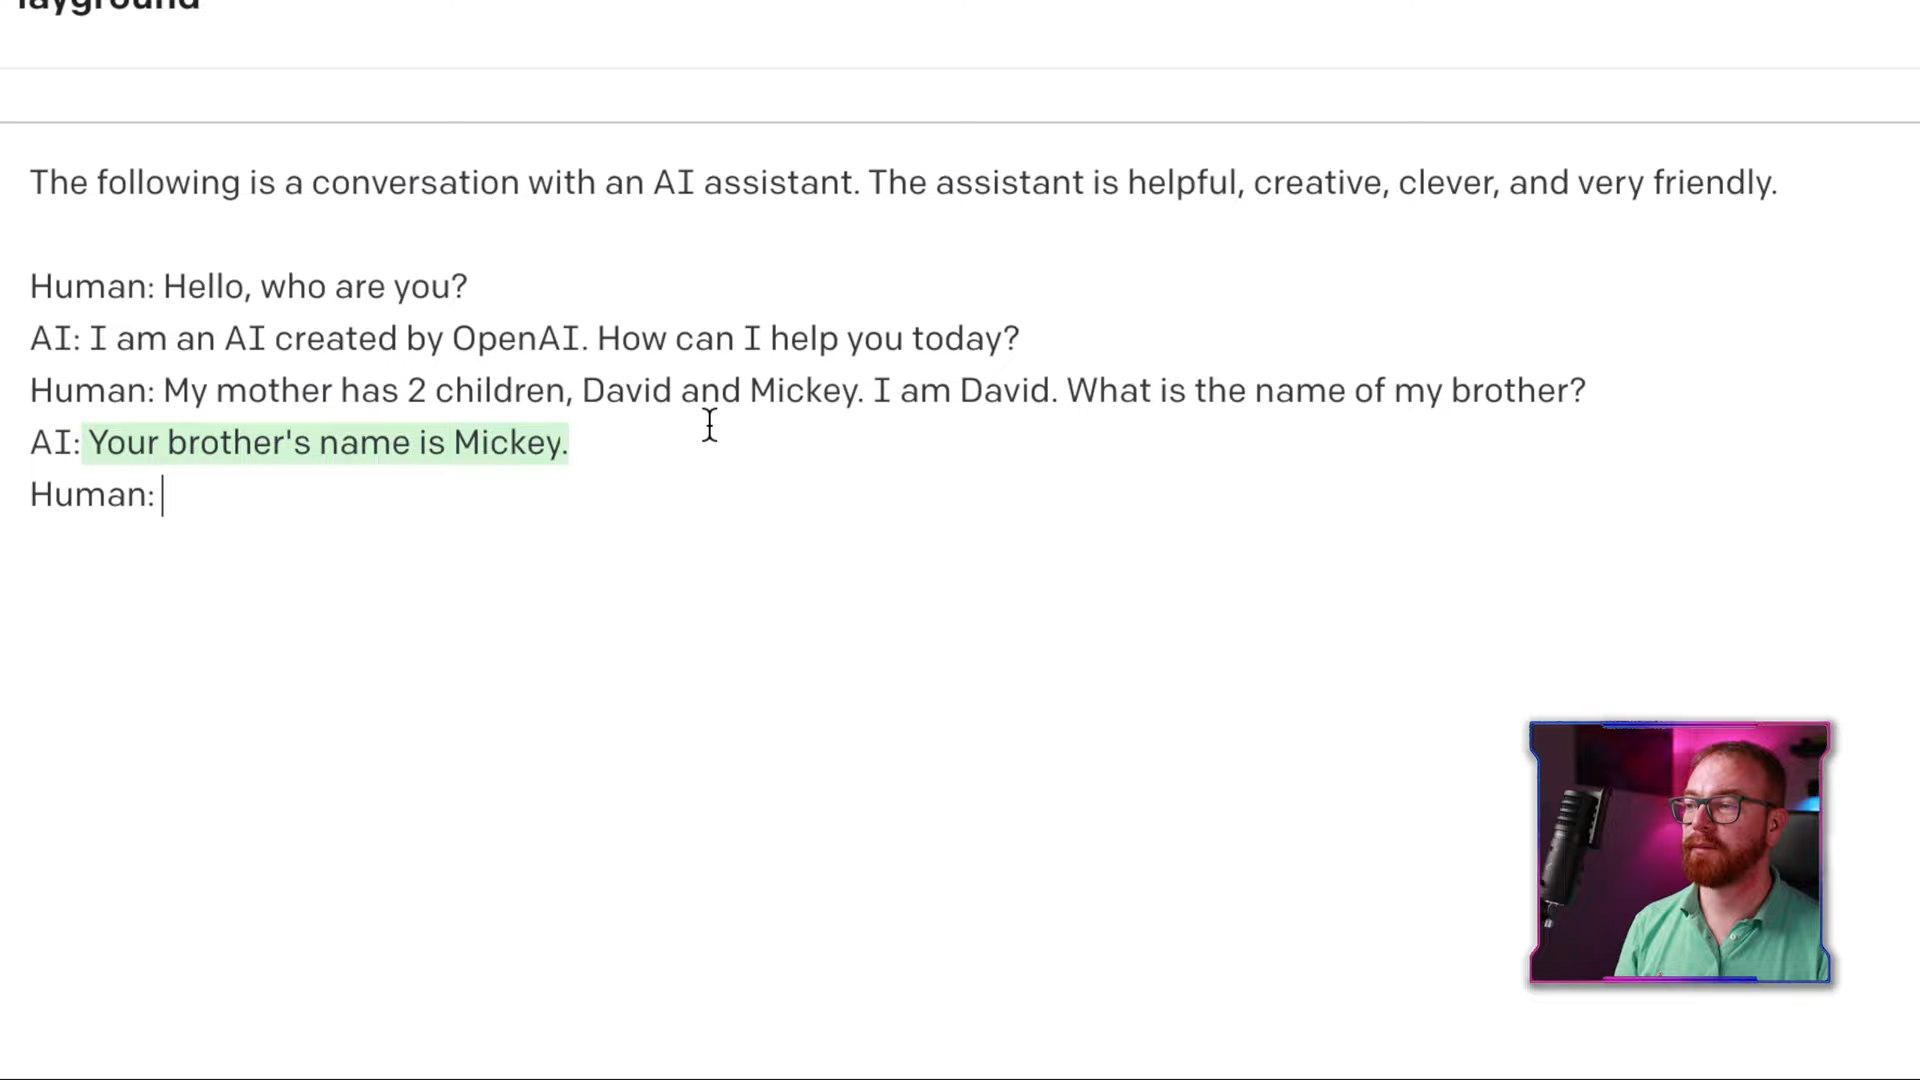 layground
The following is a conversation with an AI assistant. The assistant is helpful, creative, clever, and very friendly.
Human: Hello, who are you?
AI: I am an AI created by OpenAI. How can I help you today?
Human: My mother has 2 children, David and Mickey. I am David. What is the name of my brother?
AI: Your brother's name is Mickey.
Human: